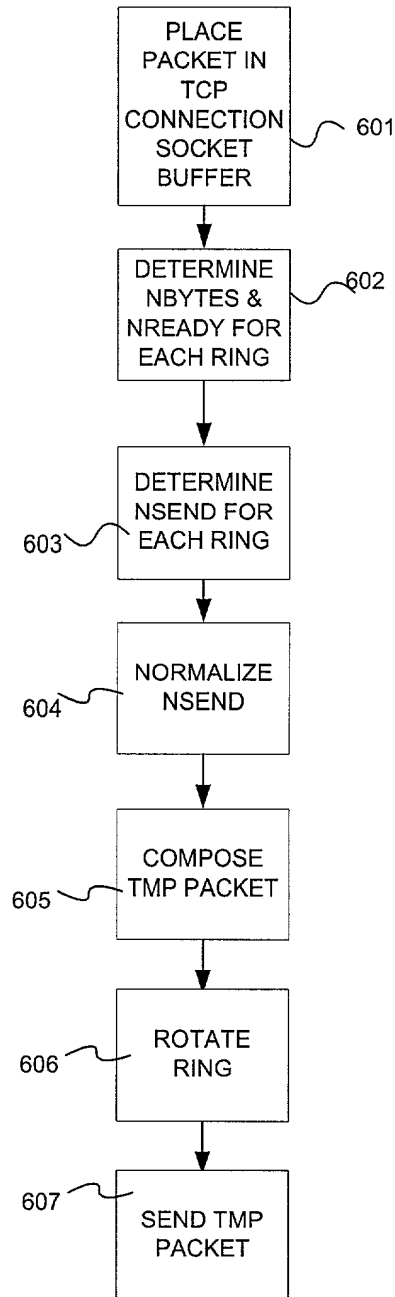 PLACE
PACKET IN
TCP
CONNECTION
SOCKET
BUFFER
601
DETERMINE
NBYTES &
NREADY FOR
EACH RING
602
DETERMINE
NSEND FOR
EACH RING
603
NORMALIZE
NSEND
604
COMPOSE
TMP PACKET
605
ROTATE
RING
606
607
SEND TMP
PACKET